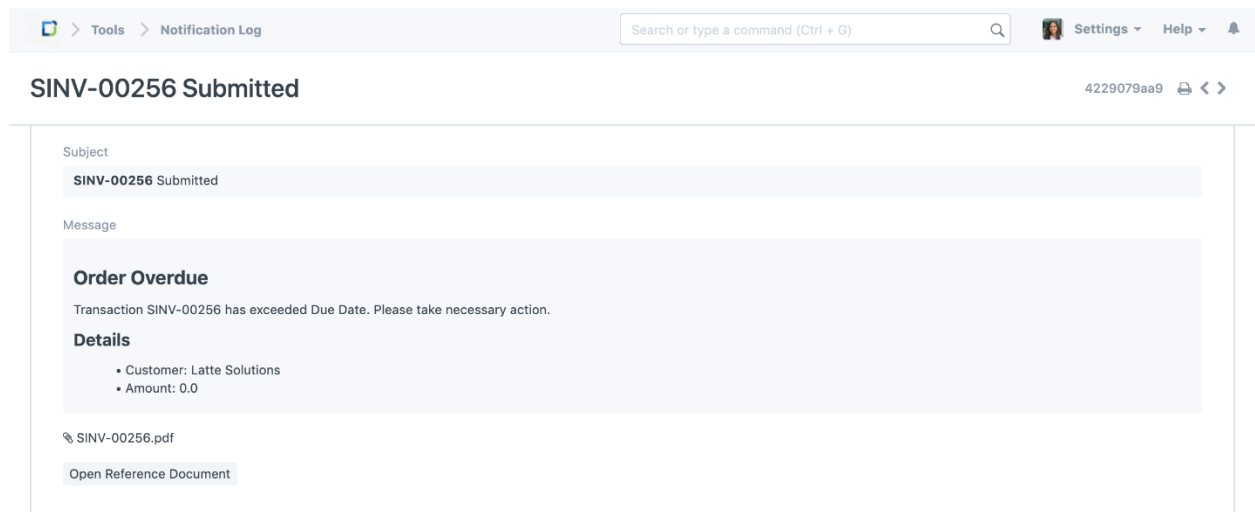 Tools Notification Log Search or type a command (Ctrl + G) Settings Help
SINV-00256 Submitted 4229079aa9
Subject
SINV-00256 Submitted
Message
Order Overdue
Transaction SINV-00256 has exceeded Due Date. Please take necessary action.
Details
• Customer: Latte Solutions
• Amount: 0.0
SINV-00256.pdf
Open Reference Document